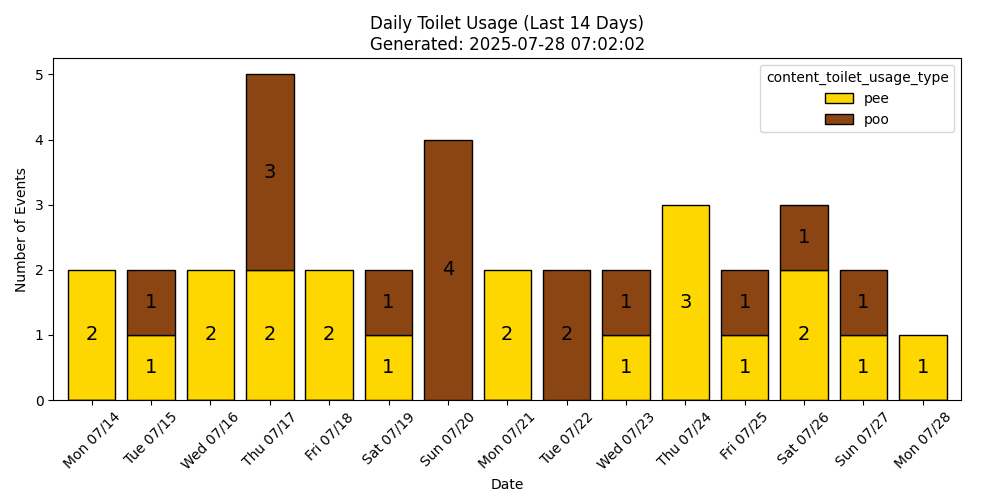 Daily Toilet Usage (Last 14 Days)
Generated: 2025-07-28 07:02:02
content_toilet_usage_type
pee
poo
Number of Events
5
4
3
2
1
0
2
1
1
2
3
2
2
1
1
4
2
2
1
1
3
1
1
1
2
1
1
1
Mon 07/14
Tue 07/15
Wed 07/16
Thu 07/17
Fri 07/18
Sat 07/19
Sun 07/20
Mon 07/21
Tue 07/22
Wed 07/23
Thu 07/24
Fri 07/25
Sat 07/26
Sun 07/27
Mon 07/28
Date